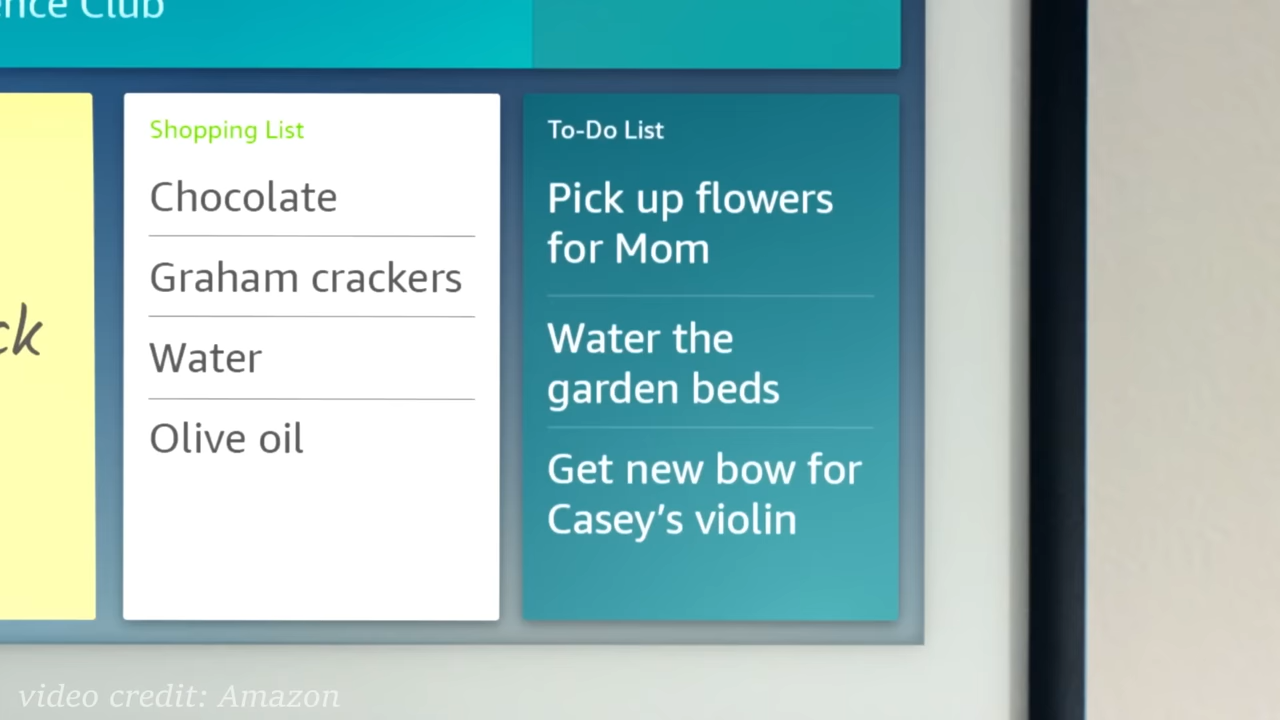 Club
Shopping List
Chocolate
Graham crackers
Water
Olive oil
To-Do List
Pick up flowers
for Mom
Water the
garden beds
Get new bow for
Casey’s violin
video credit: Amazon